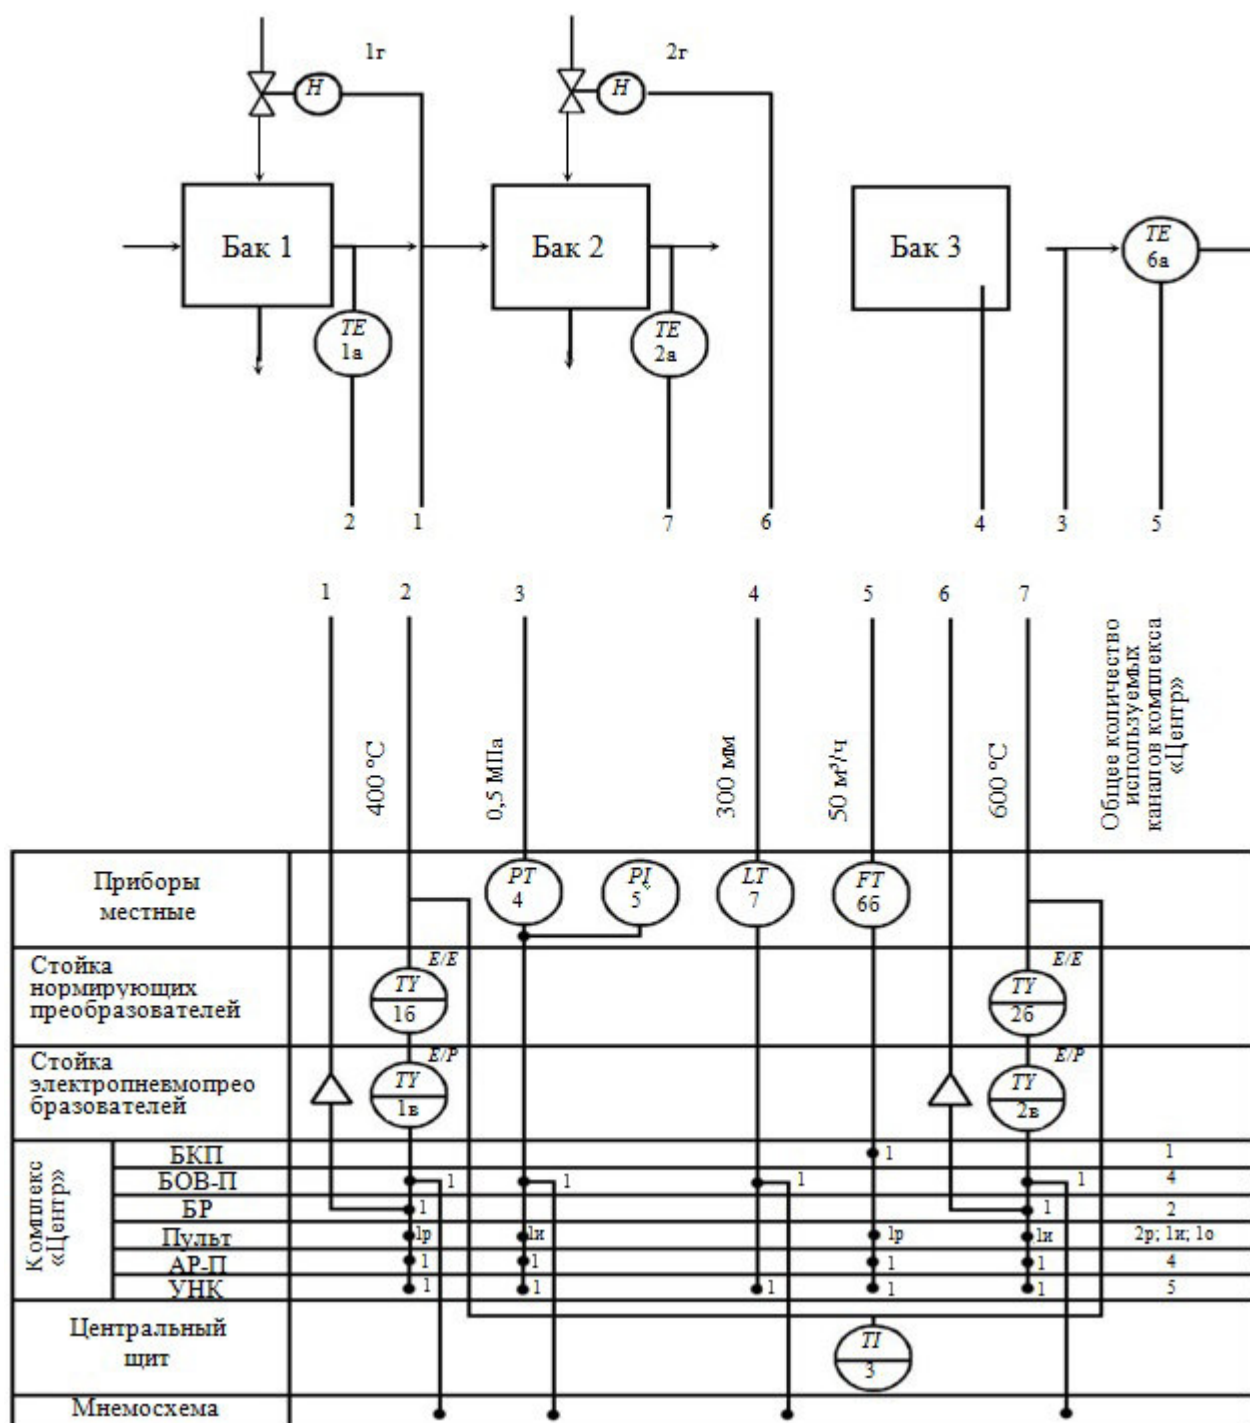 1г
2г
H
H
Бак 1
Бак 2
Бак 3
TE
6а
TE
1а
TE
2а
2
1
7
6
4
3
5
1
2
3
4
5
6
7
400 °С
0,5 МПа
300 мм
50 м³/ч
600 °С
Общее количество
используемых
каналов комплекса
«Центр»
Приборы
местные
PT
4
PI
5
LT
7
FT
6б
Стойка
нормирующих
преобразователей
E/E
TY
1б
E/E
TY
2б
Стойка
электропневмопрео
бразователей
E/P
TY
1в
E/P
TY
2в
Комплекс
«Центр»
БКП
1
1
БОВ-П
1
1
1
1
4
БР
1
1
2
Пульт
1р
1и
1р
1и
2р; 1и; 1о
АР-П
1
1
1
1
4
УНК
1
1
1
1
1
5
Центральный
щит
TI
3
Мнемосхема